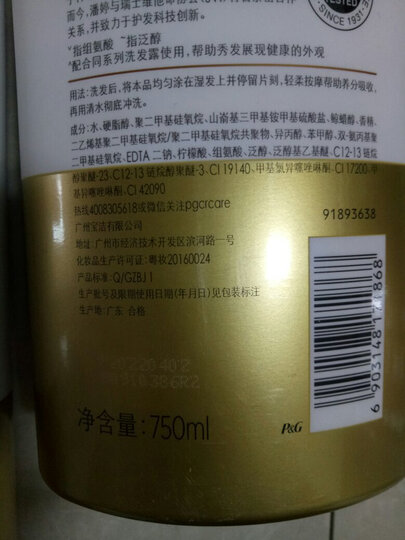 而今,潘婷与瑞士维他命协会
关系,并致力于护发科技创新。
TESTED
SINCE 1931
°指组氨酸 ~指泛醇
*配合同系列洗发露使用,帮助秀发展现健康的外观
用法:洗发后,将本品均匀涂在湿发上并停留片刻,轻柔按摩帮助养分吸收,
再用清水彻底冲洗。
成分:水、硬脂醇、聚二甲基硅氧烷、山嵛基三甲基铵甲基硫酸盐、鲸蜡醇、香精、
二乙烯基二甲基硅氧烷/聚二甲基硅氧烷共聚物、异丙醇、苯甲醇、双-氨丙基聚
二甲基硅氧烷、EDTA 二钠、柠檬酸、组氨酸、泛醇、泛醇基乙基醚、C12-13 链烷
醇聚醚-23、C12-13 链烷醇聚醚-3、CI 19140、甲基氯异噻唑啉酮、CI 17200、甲
基异噻唑啉酮、CI 42090
热线4008305618或微信关注pgcrcare
91893638
广州宝洁有限公司
广州市经济技术开发区滨河路一号
化妆品生产许可证:粤妆20160024
产品标准:Q/GZBJ 1
生产批号及限期使用日期(年月日)见包装标注
生产地:广东 合格
净含量:750ml
P&G
6 903148 171868